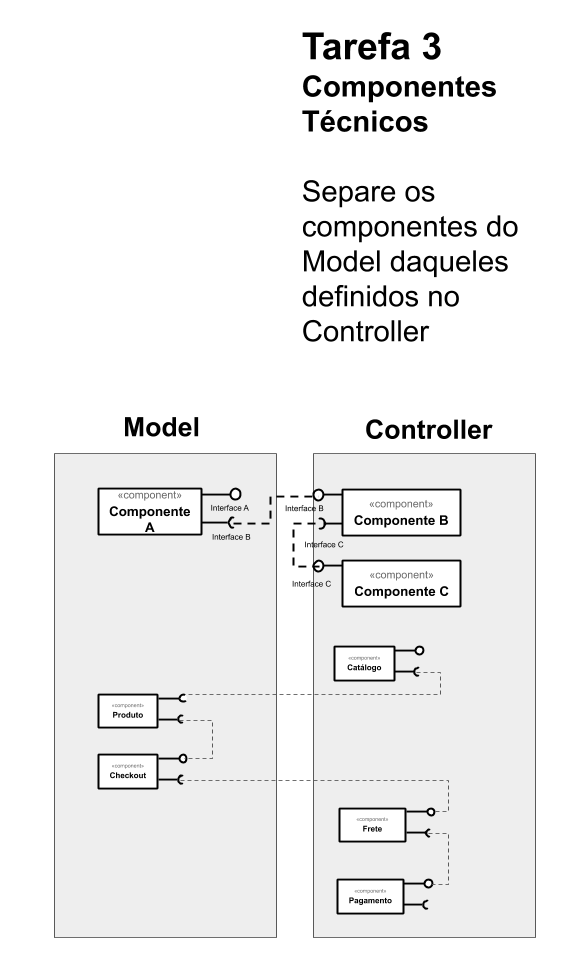 Tarefa 3
Componentes
Técnicos
Separe os
componentes do
Model daqueles
definidos no
Controller
Model
Controller
«component»
Componente
A
Interface A
Interface B
Interface B
«component»
Componente B
Interface C
Interface C
«component»
Componente C
«component»
Catálogo
«component»
Produto
«component»
Checkout
«component»
Frete
«component»
Pagamento